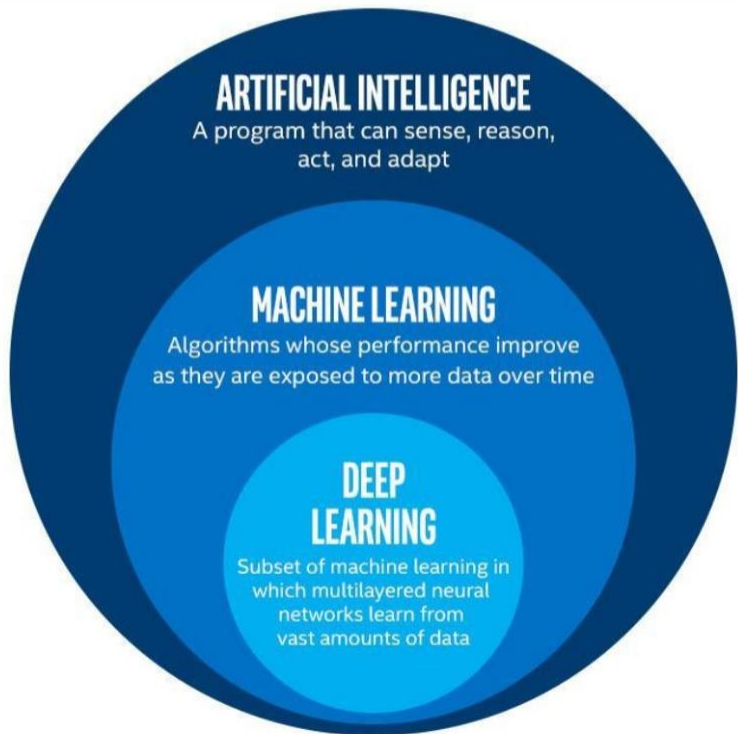 ARTIFICIAL INTELLIGENCE
A program that can sense, reason,
act, and adapt
MACHINE LEARNING
Algorithms whose performance improve
as they are exposed to more data over time
DEEP
LEARNING
Subset of machine learning in
which multilayered neural
networks learn from
vast amounts of data